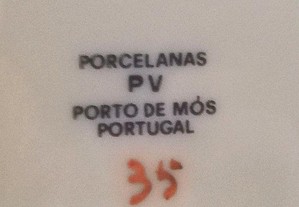 PORCELANAS
PV
PORTO DE MÓS
PORTUGAL
35